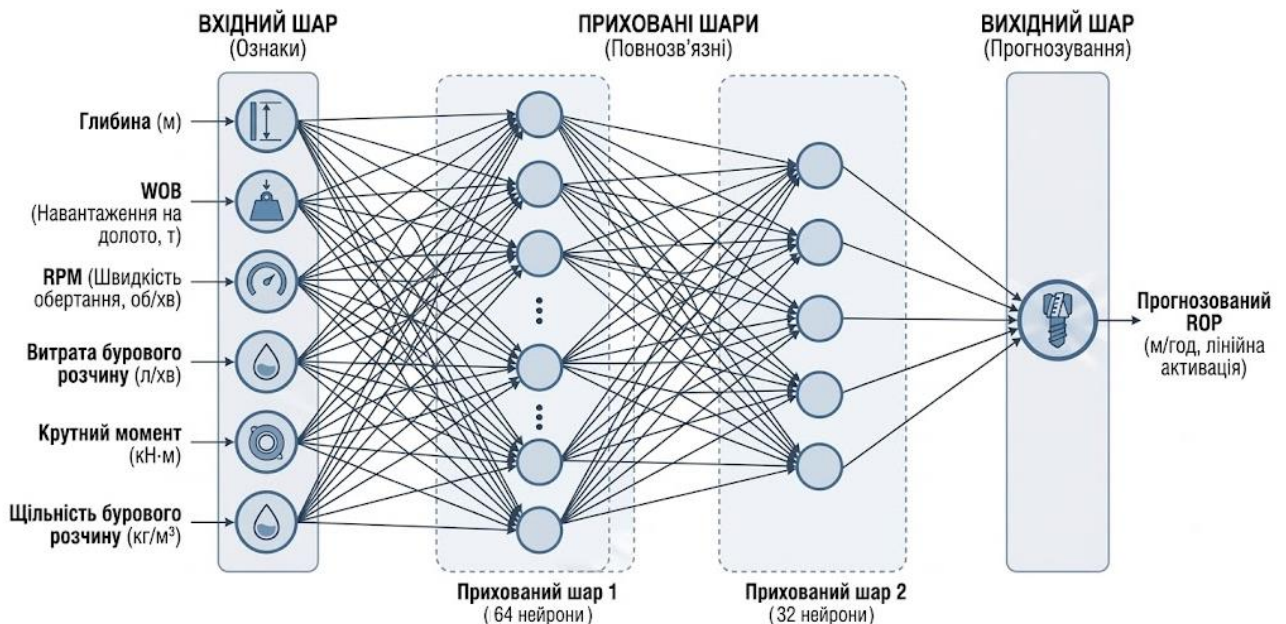 ВХІДНИЙ ШАР
(Ознаки)
ПРИХОВАНІ ШАРИ
(Повнозв'язні)
ВИХІДНИЙ ШАР
(Прогнозування)
Глибина (м)
WOB
(Навантаження на
долото, т)
RPM (Швидкість
обертання, об/хв)
Витрата бурового
розчину (л/хв)
Крутний момент
(кН·м)
Щільність бурового
розчину (кг/м³)
Прогнозований
ROP
(м/год, лінійна
активація)
Прихований шар 1
( 64 нейрони)
Прихований шар 2
(32 нейрони)